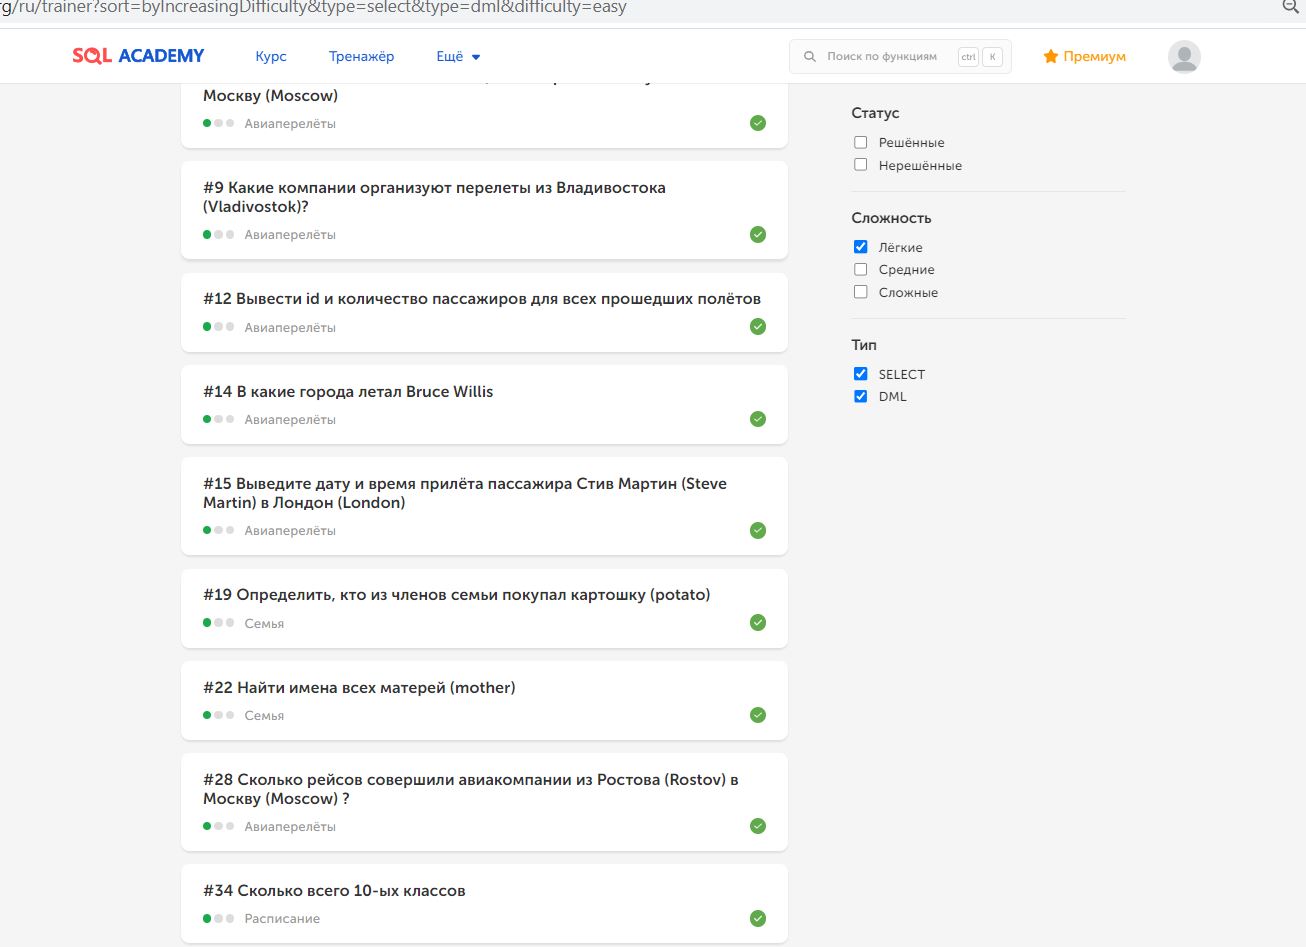 rg/ru/trainer?sort=byIncreasingDifficulty&type=select&type=dml&difficulty=easy
SQL ACADEMY
Курс
Тренажёр
Ещё
Поиск по функциям
ctrl
K
Премиум
Москву (Moscow)
Авиаперелёты
#9 Какие компании организуют перелеты из Владивостока
(Vladivostok)?
Авиаперелёты
#12 Вывести id и количество пассажиров для всех прошедших полётов
Авиаперелёты
#14 В какие города летал Bruce Willis
Авиаперелёты
#15 Выведите дату и время прилёта пассажира Стив Мартин (Steve
Martin) в Лондон (London)
Авиаперелёты
#19 Определить, кто из членов семьи покупал картошку (potato)
Семья
#22 Найти имена всех матерей (mother)
Семья
#28 Сколько рейсов совершили авиакомпании из Ростова (Rostov) в
Москву (Moscow) ?
Авиаперелёты
#34 Сколько всего 10-ых классов
Расписание
Статус
Решённые
Нерешённые
Сложность
Лёгкие
Средние
Сложные
Тип
SELECT
DML